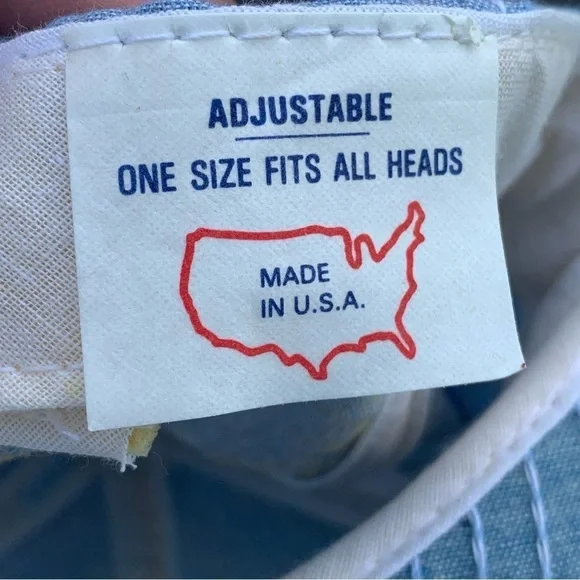 ADJUSTABLE
ONE SIZE FITS ALL HEADS
MADE
IN U.S.A.